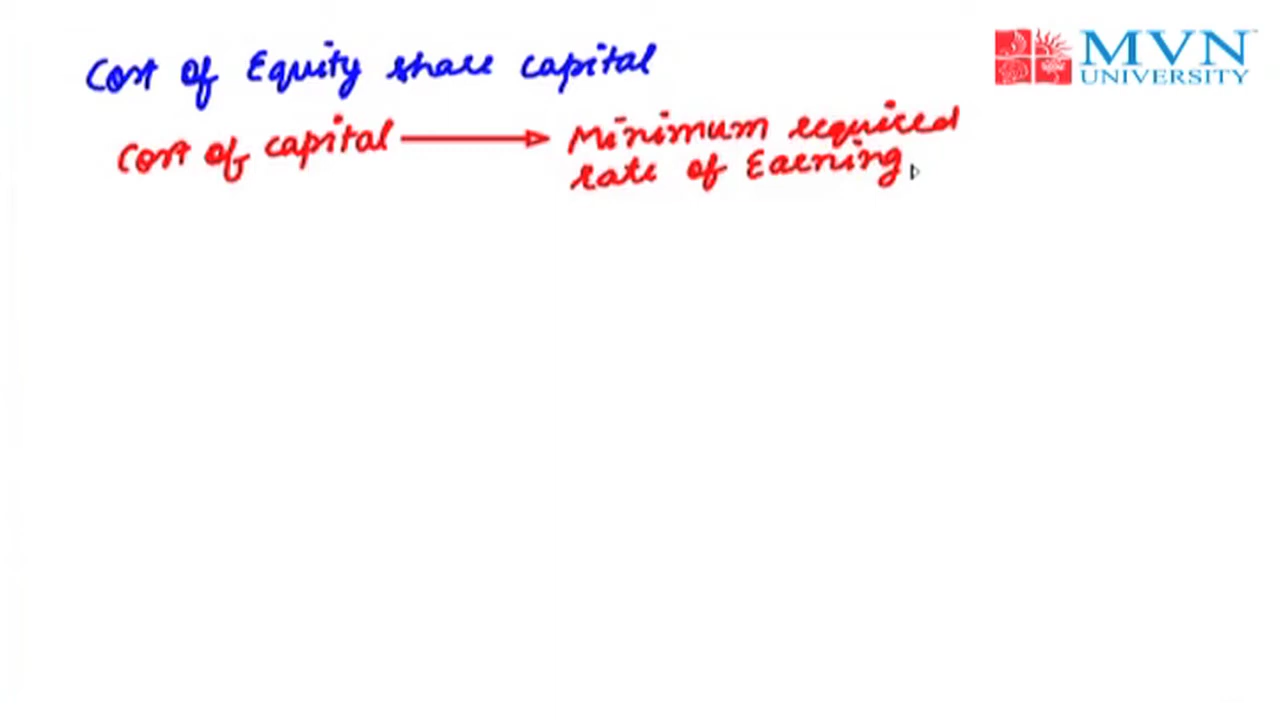 Cost of Equity share capital
MVN
UNIVERSITY
Cost of capital → Minimum required
rate of Earning